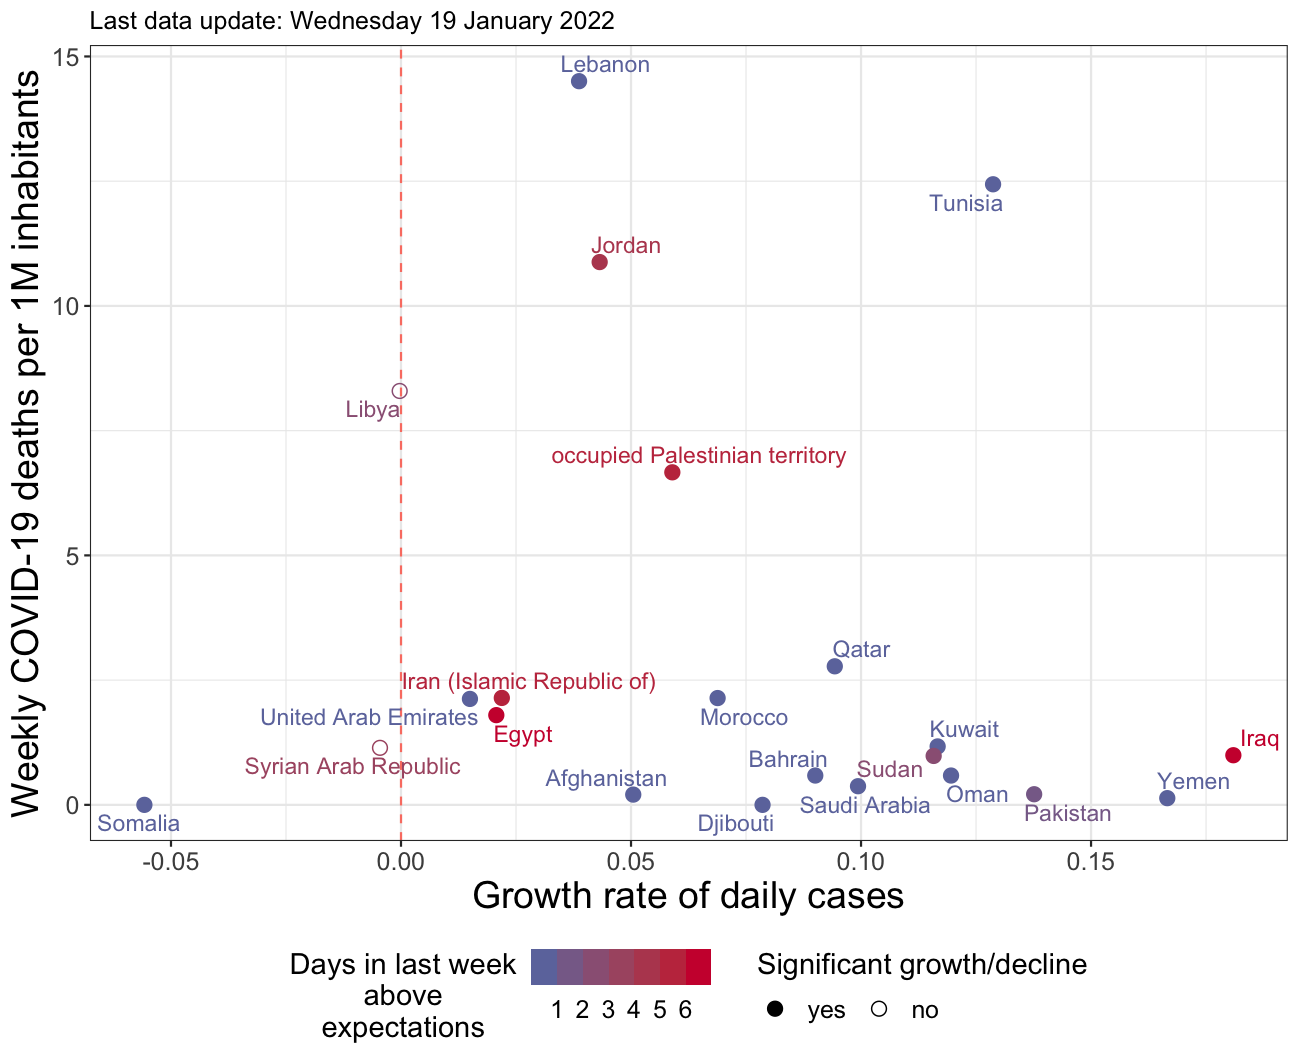 Last data update: Wednesday 19 January 2022
Weekly COVID-19 deaths per 1M inhabitants
15
10
5
0
Lebanon
Tunisia
Jordan
Libya
occupied Palestinian territory
Qatar
Iran (Islamic Republic of)
United Arab Emirates
Morocco
Egypt
Kuwait
Iraq
Bahrain
Sudan
Syrian Arab Republic
Afghanistan
Yemen
Oman
Saudi Arabia
Pakistan
Somalia
Djibouti
-0.05
0.00
0.05
0.10
0.15
Growth rate of daily cases
Days in last week
above
expectations
1 2 3 4 5 6
Significant growth/decline
yes
no